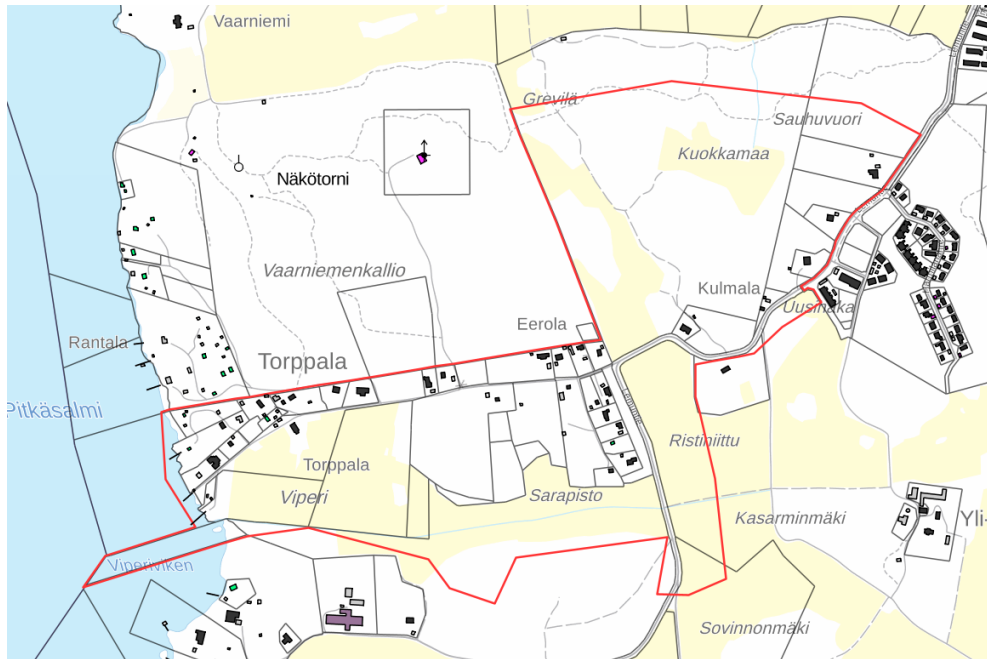 Vaarniemi
Grevilä
Sauhuvuori
Kuokkamaa
Näkötorni
Vaarniemenkallio
Kulmala
Uusihaka
Eerola
Rantala
Torppala
Pitkäsalmi
Ristiniittu
Torppala
Viperi
Sarapisto
Kasarminmäki
Yli-
Viperiviken
Sovinnonmäki